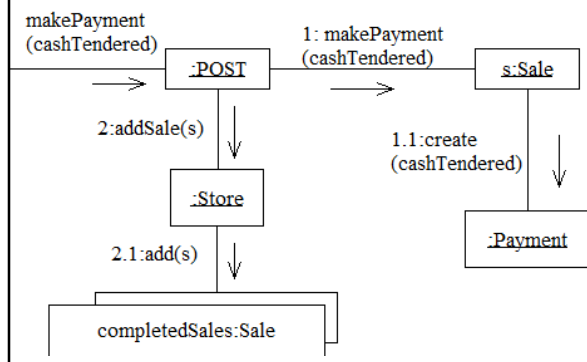 makePayment
(cashTendered)
:POST
1: makePayment
(cashTendered)
s:Sale
2:addSale(s)
1.1:create
(cashTendered)
:Store
:Payment
2.1:add(s)
completedSales:Sale